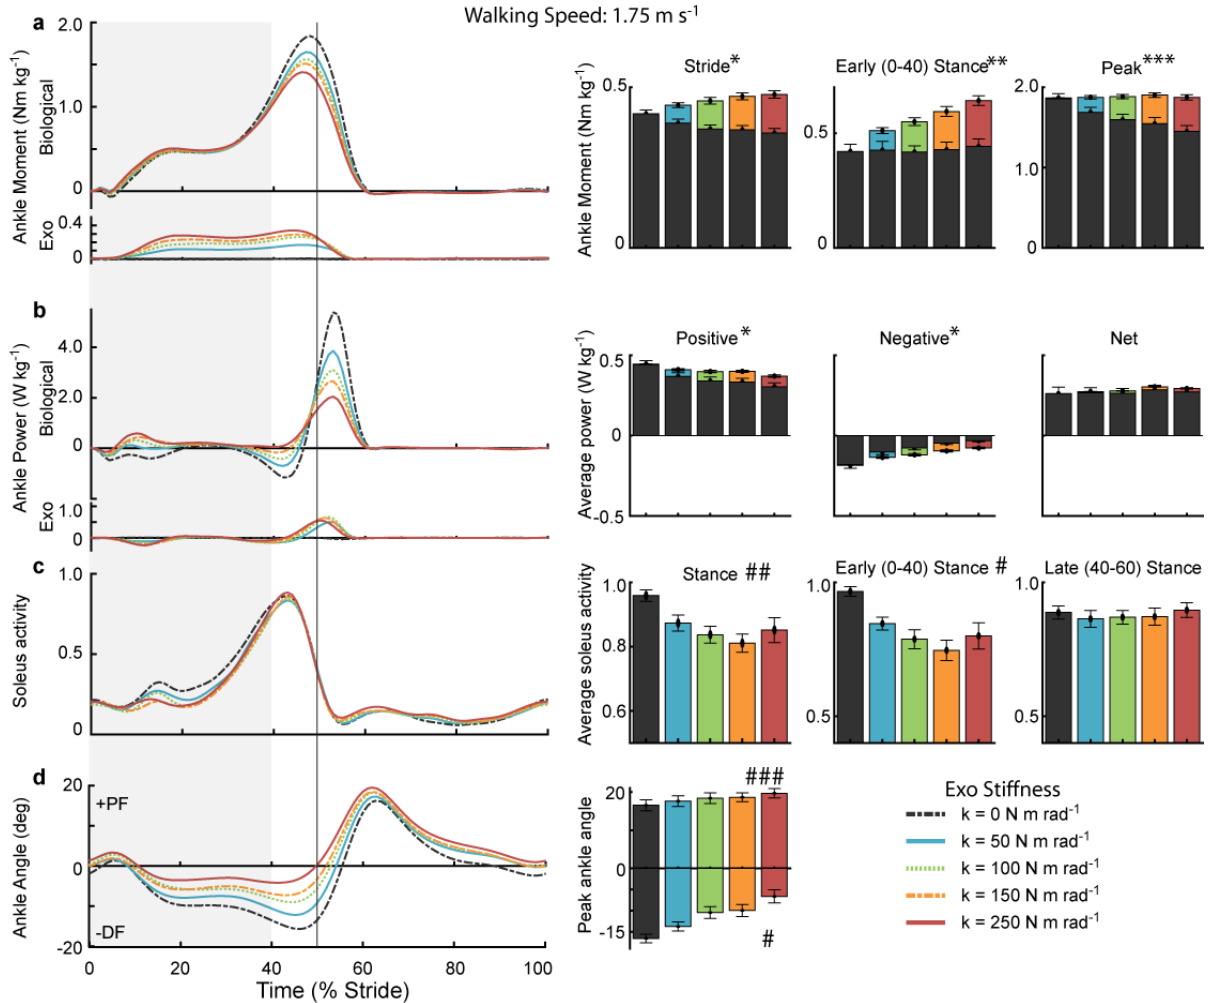 Walking Speed: 1.75 m s-1
a
Ankle Moment (Nm kg-1)
Biological
Exo
2.0
1.0
0
0.4
0
Stride*
Ankle Moment (Nm kg-1)
0.5
0
Early (0-40) Stance**
0.5
0
Peak***
2.0
1.0
0
b
Ankle Power (W kg-1)
Biological
Exo
4.0
2.0
0
1.0
0
Positive*
Average power (W kg-1)
0.5
0
-0.5
Negative*
Net
c
Soleus activity
1.0
0.5
0
Stance ##
Average soleus activity
1.0
0.8
0.6
Early (0-40) Stance #
1.0
0.5
Late (40-60) Stance
1.0
0.5
d
Ankle Angle (deg)
20
0
-20
+PF
-DF
0 20 40 60 80 100
Time (% Stride)
Peak ankle angle
20
0
-15
###
#
Exo Stiffness
k = 0 N m rad-1
k = 50 N m rad-1
k = 100 N m rad-1
k = 150 N m rad-1
k = 250 N m rad-1